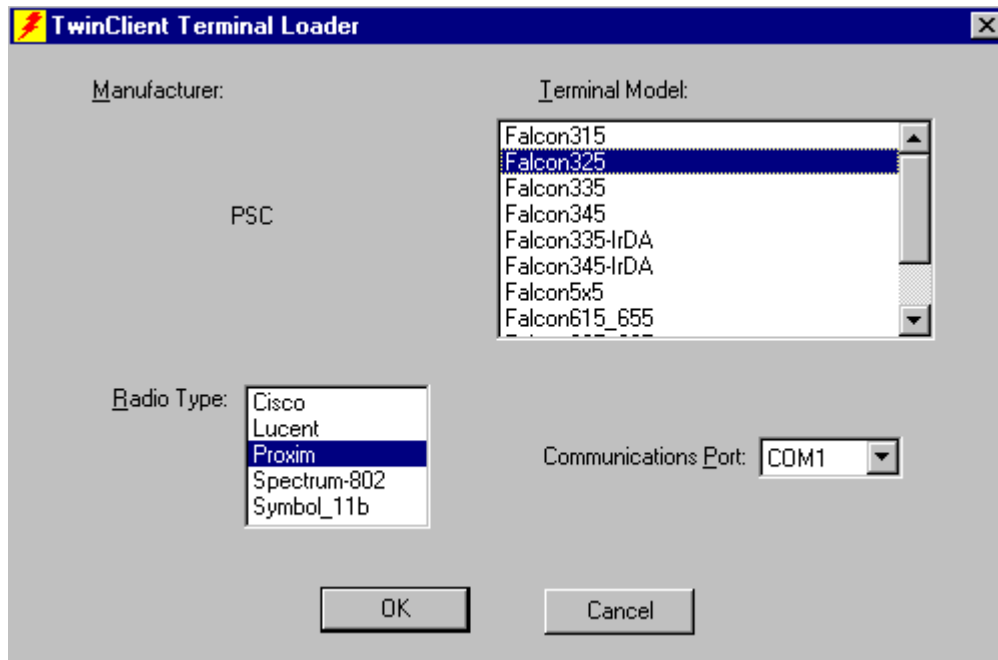 TwinClient Terminal Loader
Manufacturer:
Terminal Model:
PSC
Falcon315
Falcon325
Falcon335
Falcon345
Falcon335-IrDA
Falcon345-IrDA
Falcon5x5
Falcon615_655
Radio Type:
Cisco
Lucent
Proxim
Spectrum-802
Symbol_11b
Communications Port:
COM1
OK
Cancel